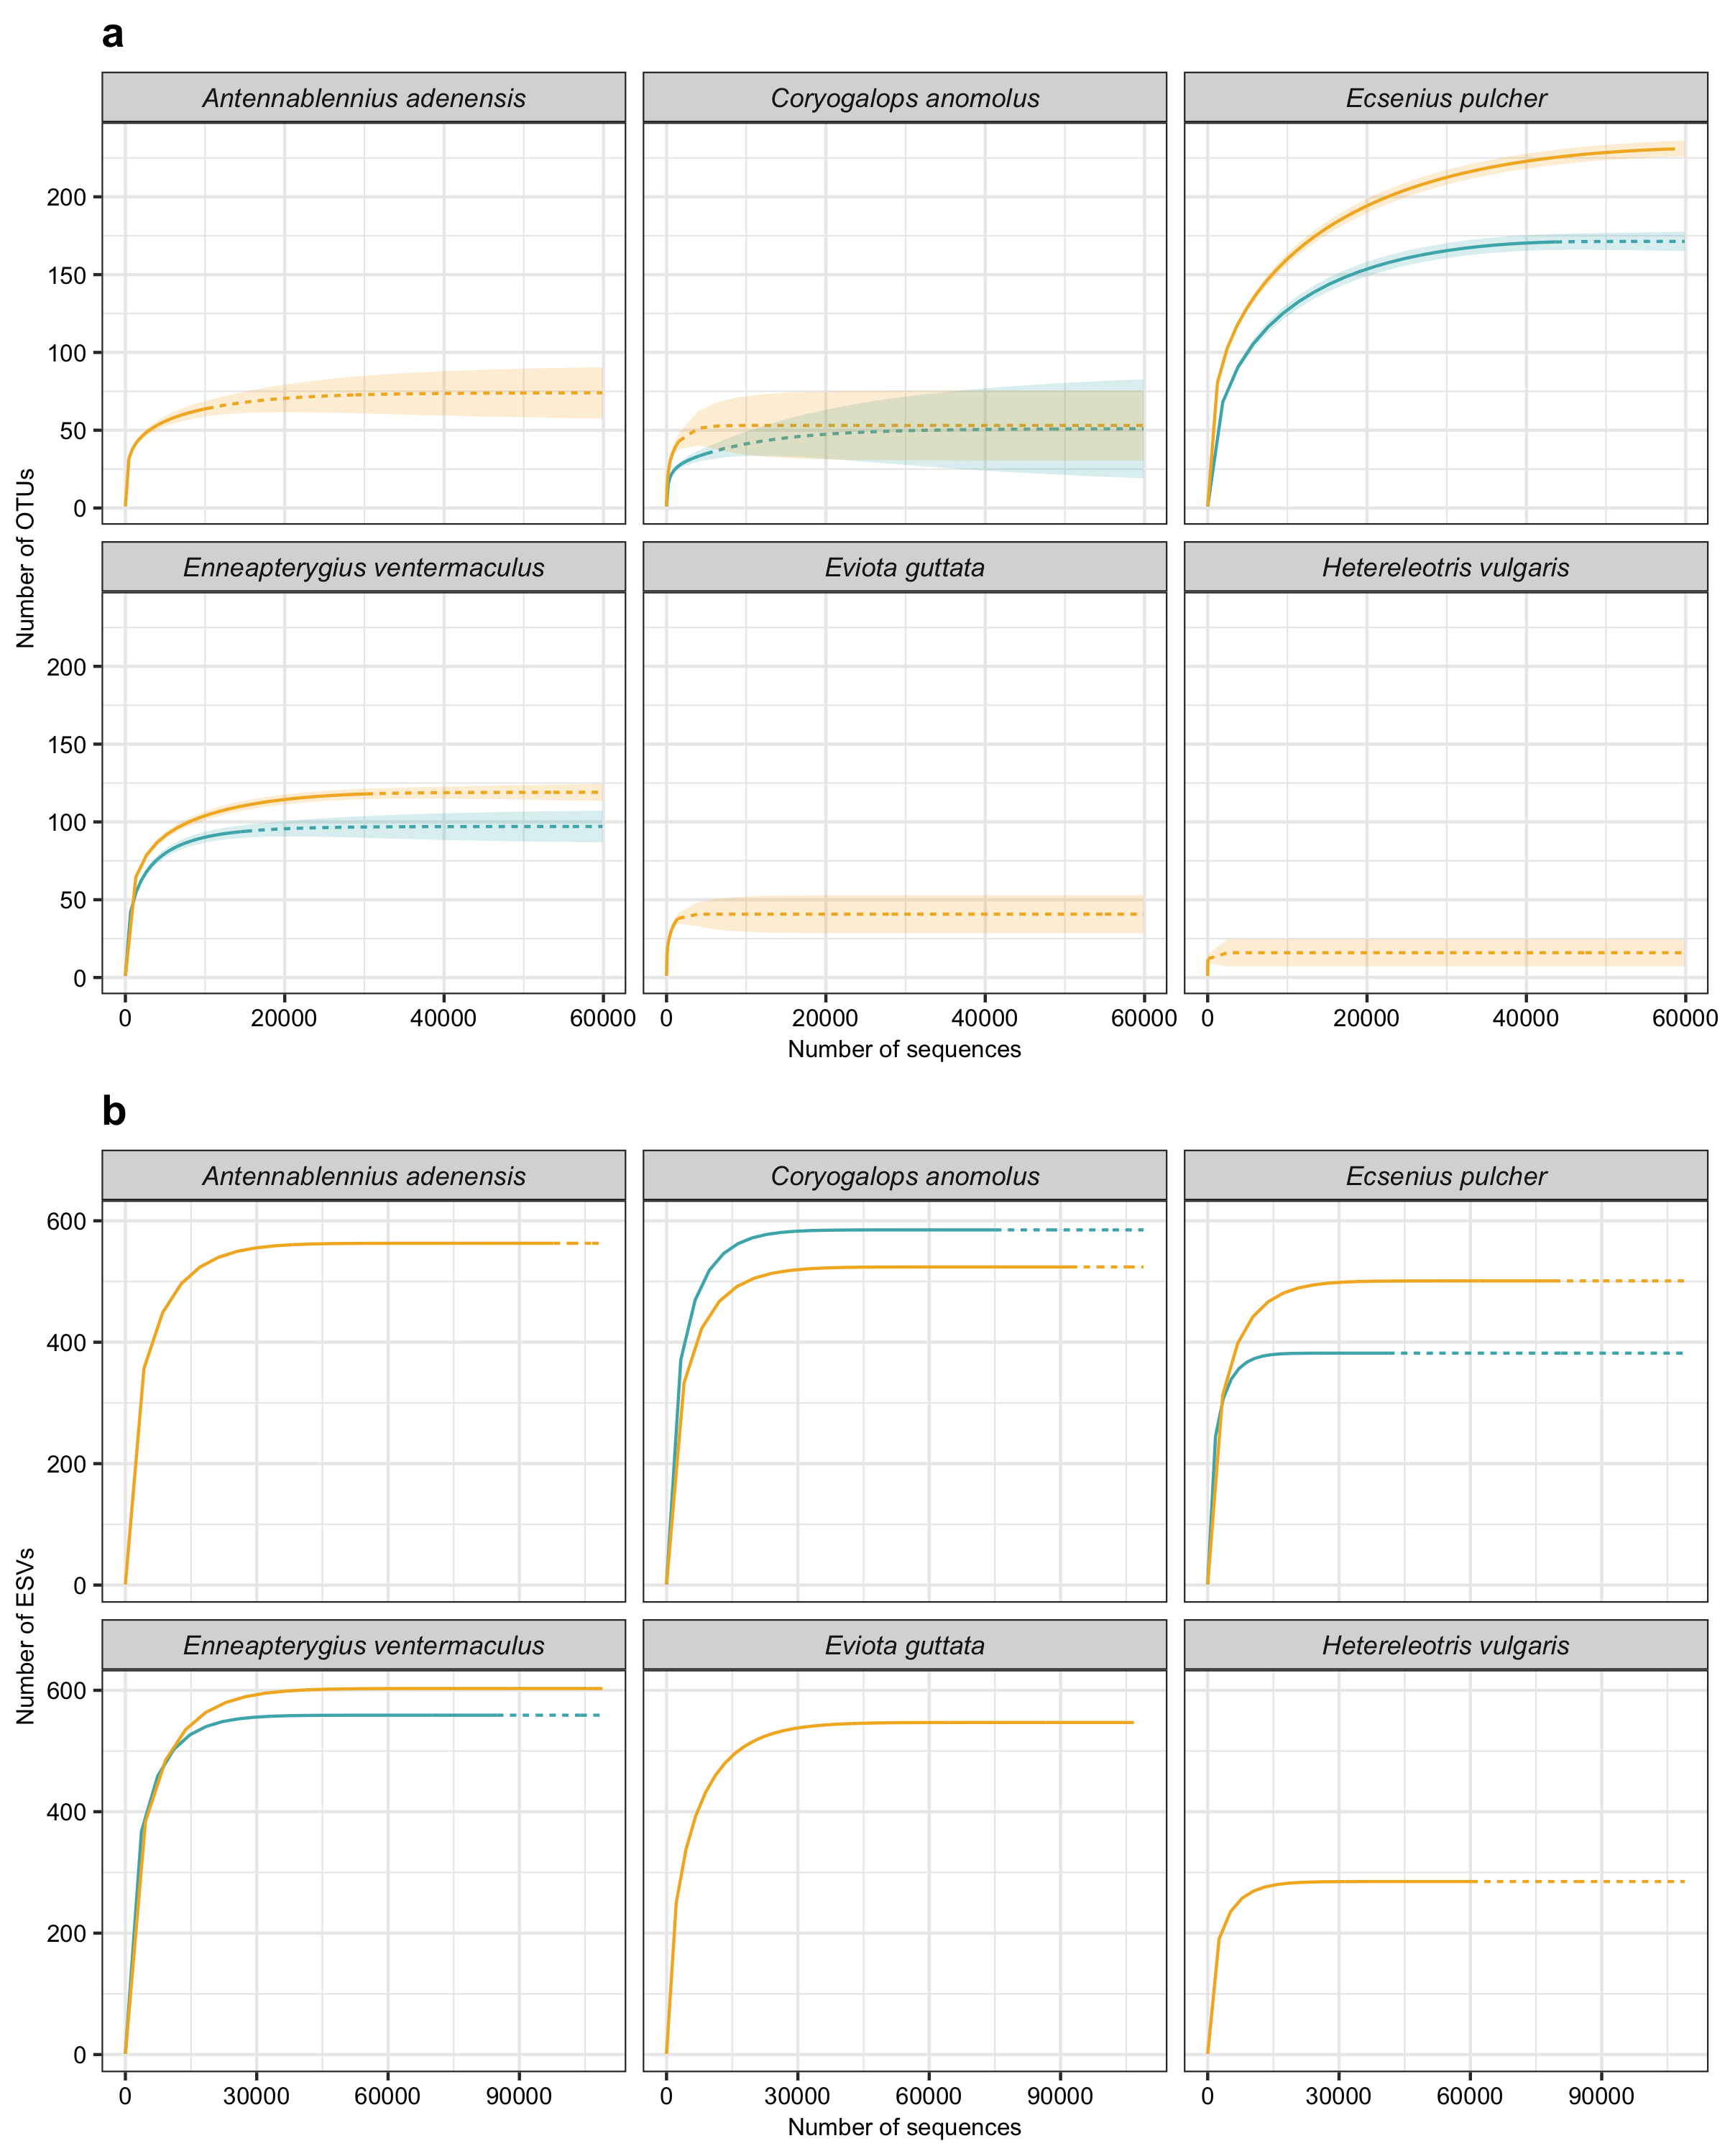 a
Antennablennius adenensis
Coryogalops anomolus
Ecsenius pulcher
200
150
100
50
0
Number of OTUs
Enneapterygius ventermaculus
Eviota guttata
Hetereleotris vulgaris
200
150
100
50
0
0 20000 40000 60000 0 20000 40000 60000 0 20000 40000 60000
Number of sequences
b
Antennablennius adenensis
Coryogalops anomolus
Ecsenius pulcher
600
400
200
0
Number of ESVs
Enneapterygius ventermaculus
Eviota guttata
Hetereleotris vulgaris
600
400
200
0
0 30000 60000 90000 0 30000 60000 90000 0 30000 60000 90000
Number of sequences